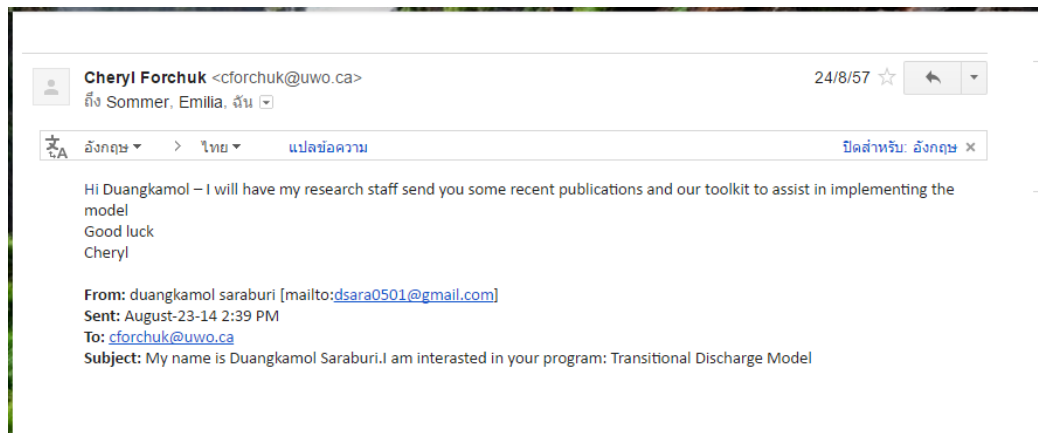 Cheryl Forchuk <cforchuk@uwo.ca>
24/8/57
ถึง Sommer, Emilia, ฉัน
อังกฤษ > ไทย แปลข้อความ ปิดสำหรับ: อังกฤษ ×
Hi Duangkamol – I will have my research staff send you some recent publications and our toolkit to assist in implementing the
model
Good luck
Cheryl
From: duangkamol saraburi [mailto:dsara0501@gmail.com]
Sent: August-23-14 2:39 PM
To: cforchuk@uwo.ca
Subject: My name is Duangkamol Saraburi.I am interasted in your program: Transitional Discharge Model